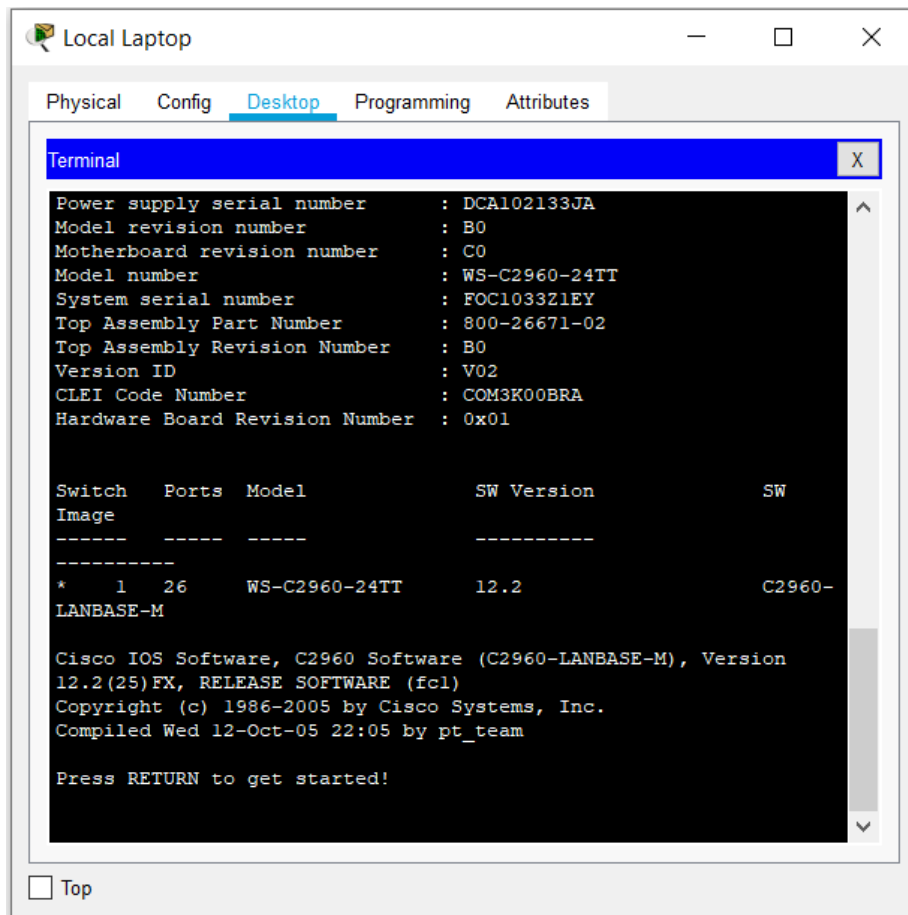 Local Laptop
Physical Config Desktop Programming Attributes
Terminal X
Power supply serial number : DCA102133JA
Model revision number : B0
Motherboard revision number : C0
Model number : WS-C2960-24TT
System serial number : FOC1033Z1EY
Top Assembly Part Number : 800-26671-02
Top Assembly Revision Number : B0
Version ID : V02
CLEI Code Number : COM3K00BRA
Hardware Board Revision Number : 0x01
Switch Ports Model SW Version SW
Image
------ ----- ----- ----------
----------
* 1 26 WS-C2960-24TT 12.2 C2960-
LANBASE-M
Cisco IOS Software, C2960 Software (C2960-LANBASE-M), Version
12.2(25)FX, RELEASE SOFTWARE (fc1)
Copyright (c) 1986-2005 by Cisco Systems, Inc.
Compiled Wed 12-Oct-05 22:05 by pt_team
Press RETURN to get started!
Top